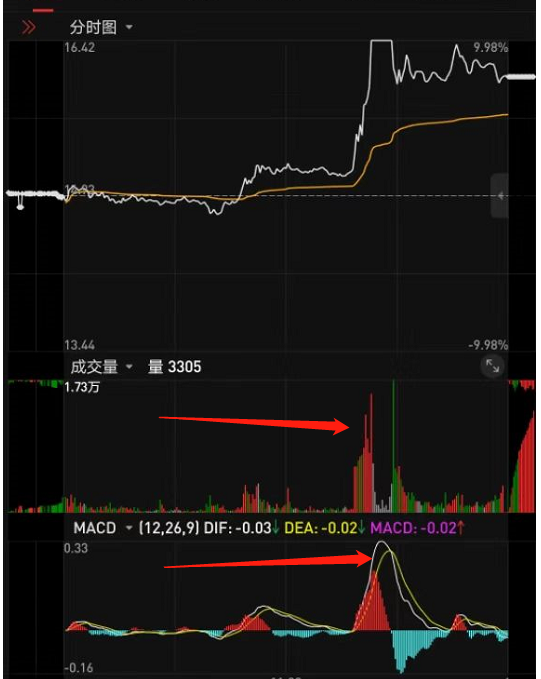 分时图
16.42 9.98%
13.44 -9.98%
成交量 量 3305
1.73万
MACD (12,26,9) DIF:-0.03↓ DEA:-0.02↓ MACD:-0.02↑
0.33
-0.16